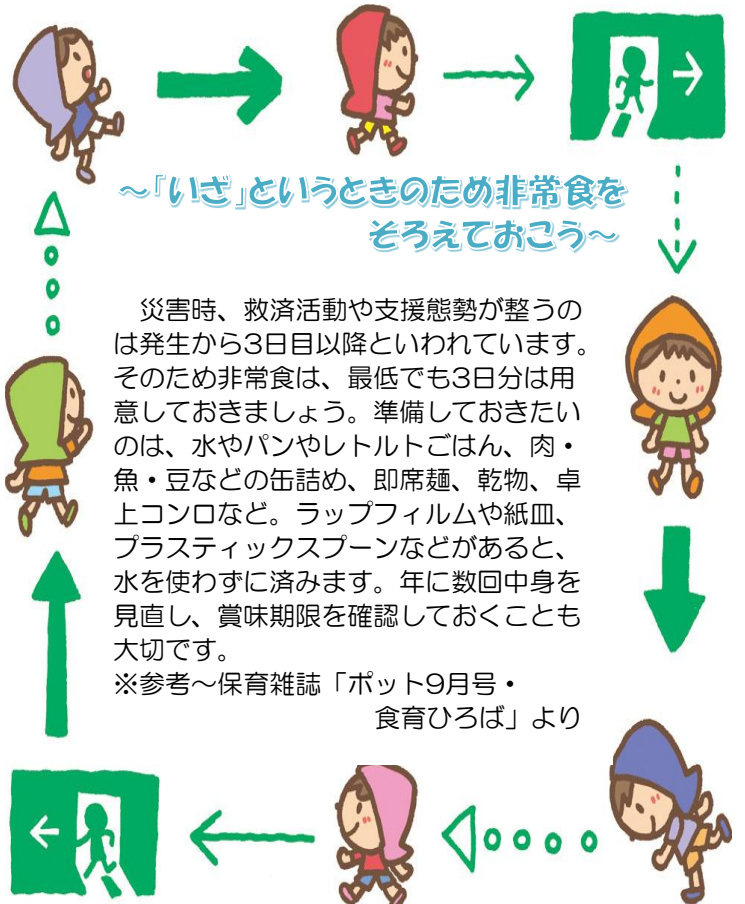 ～「いざ」というときのため非常食を
そろえておこう～
災害時、救済活動や支援態勢が整うの
は発生から3日目以降といわれています。
そのため非常食は、最低でも3日分は用
意しておきましょう。準備しておきたい
のは、水やパンやレトルトごはん、肉・
魚・豆などの缶詰め、即席麺、乾物、卓
上コンロなど。ラップフィルムや紙皿、
プラスティックスプーンなどがあると、
水を使わずに済みます。年に数回中身を
見直し、賞味期限を確認しておくことも
大切です。
※参考～保育雑誌「ポット9月号・
食育ひろば」より